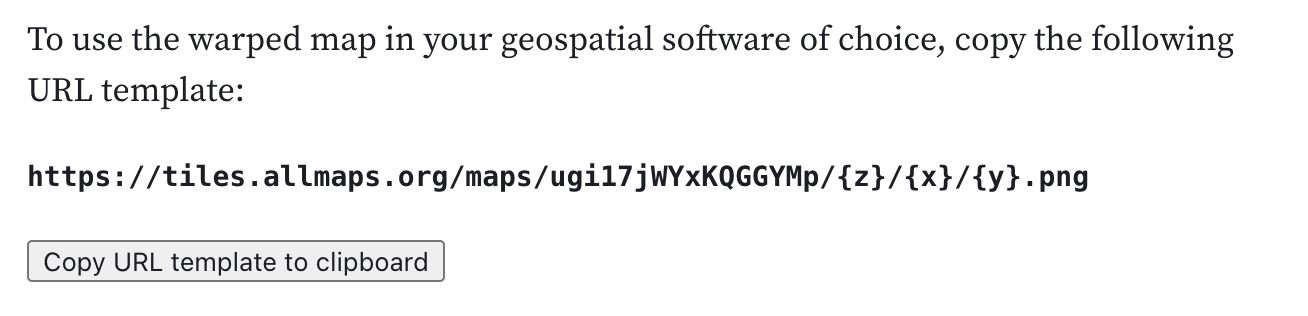 To use the warped map in your geospatial software of choice, copy the following
URL template:
https://tiles.allmaps.org/maps/ugi17jWYxKQGGYMp/{z}/{x}/{y}.png
Copy URL template to clipboard